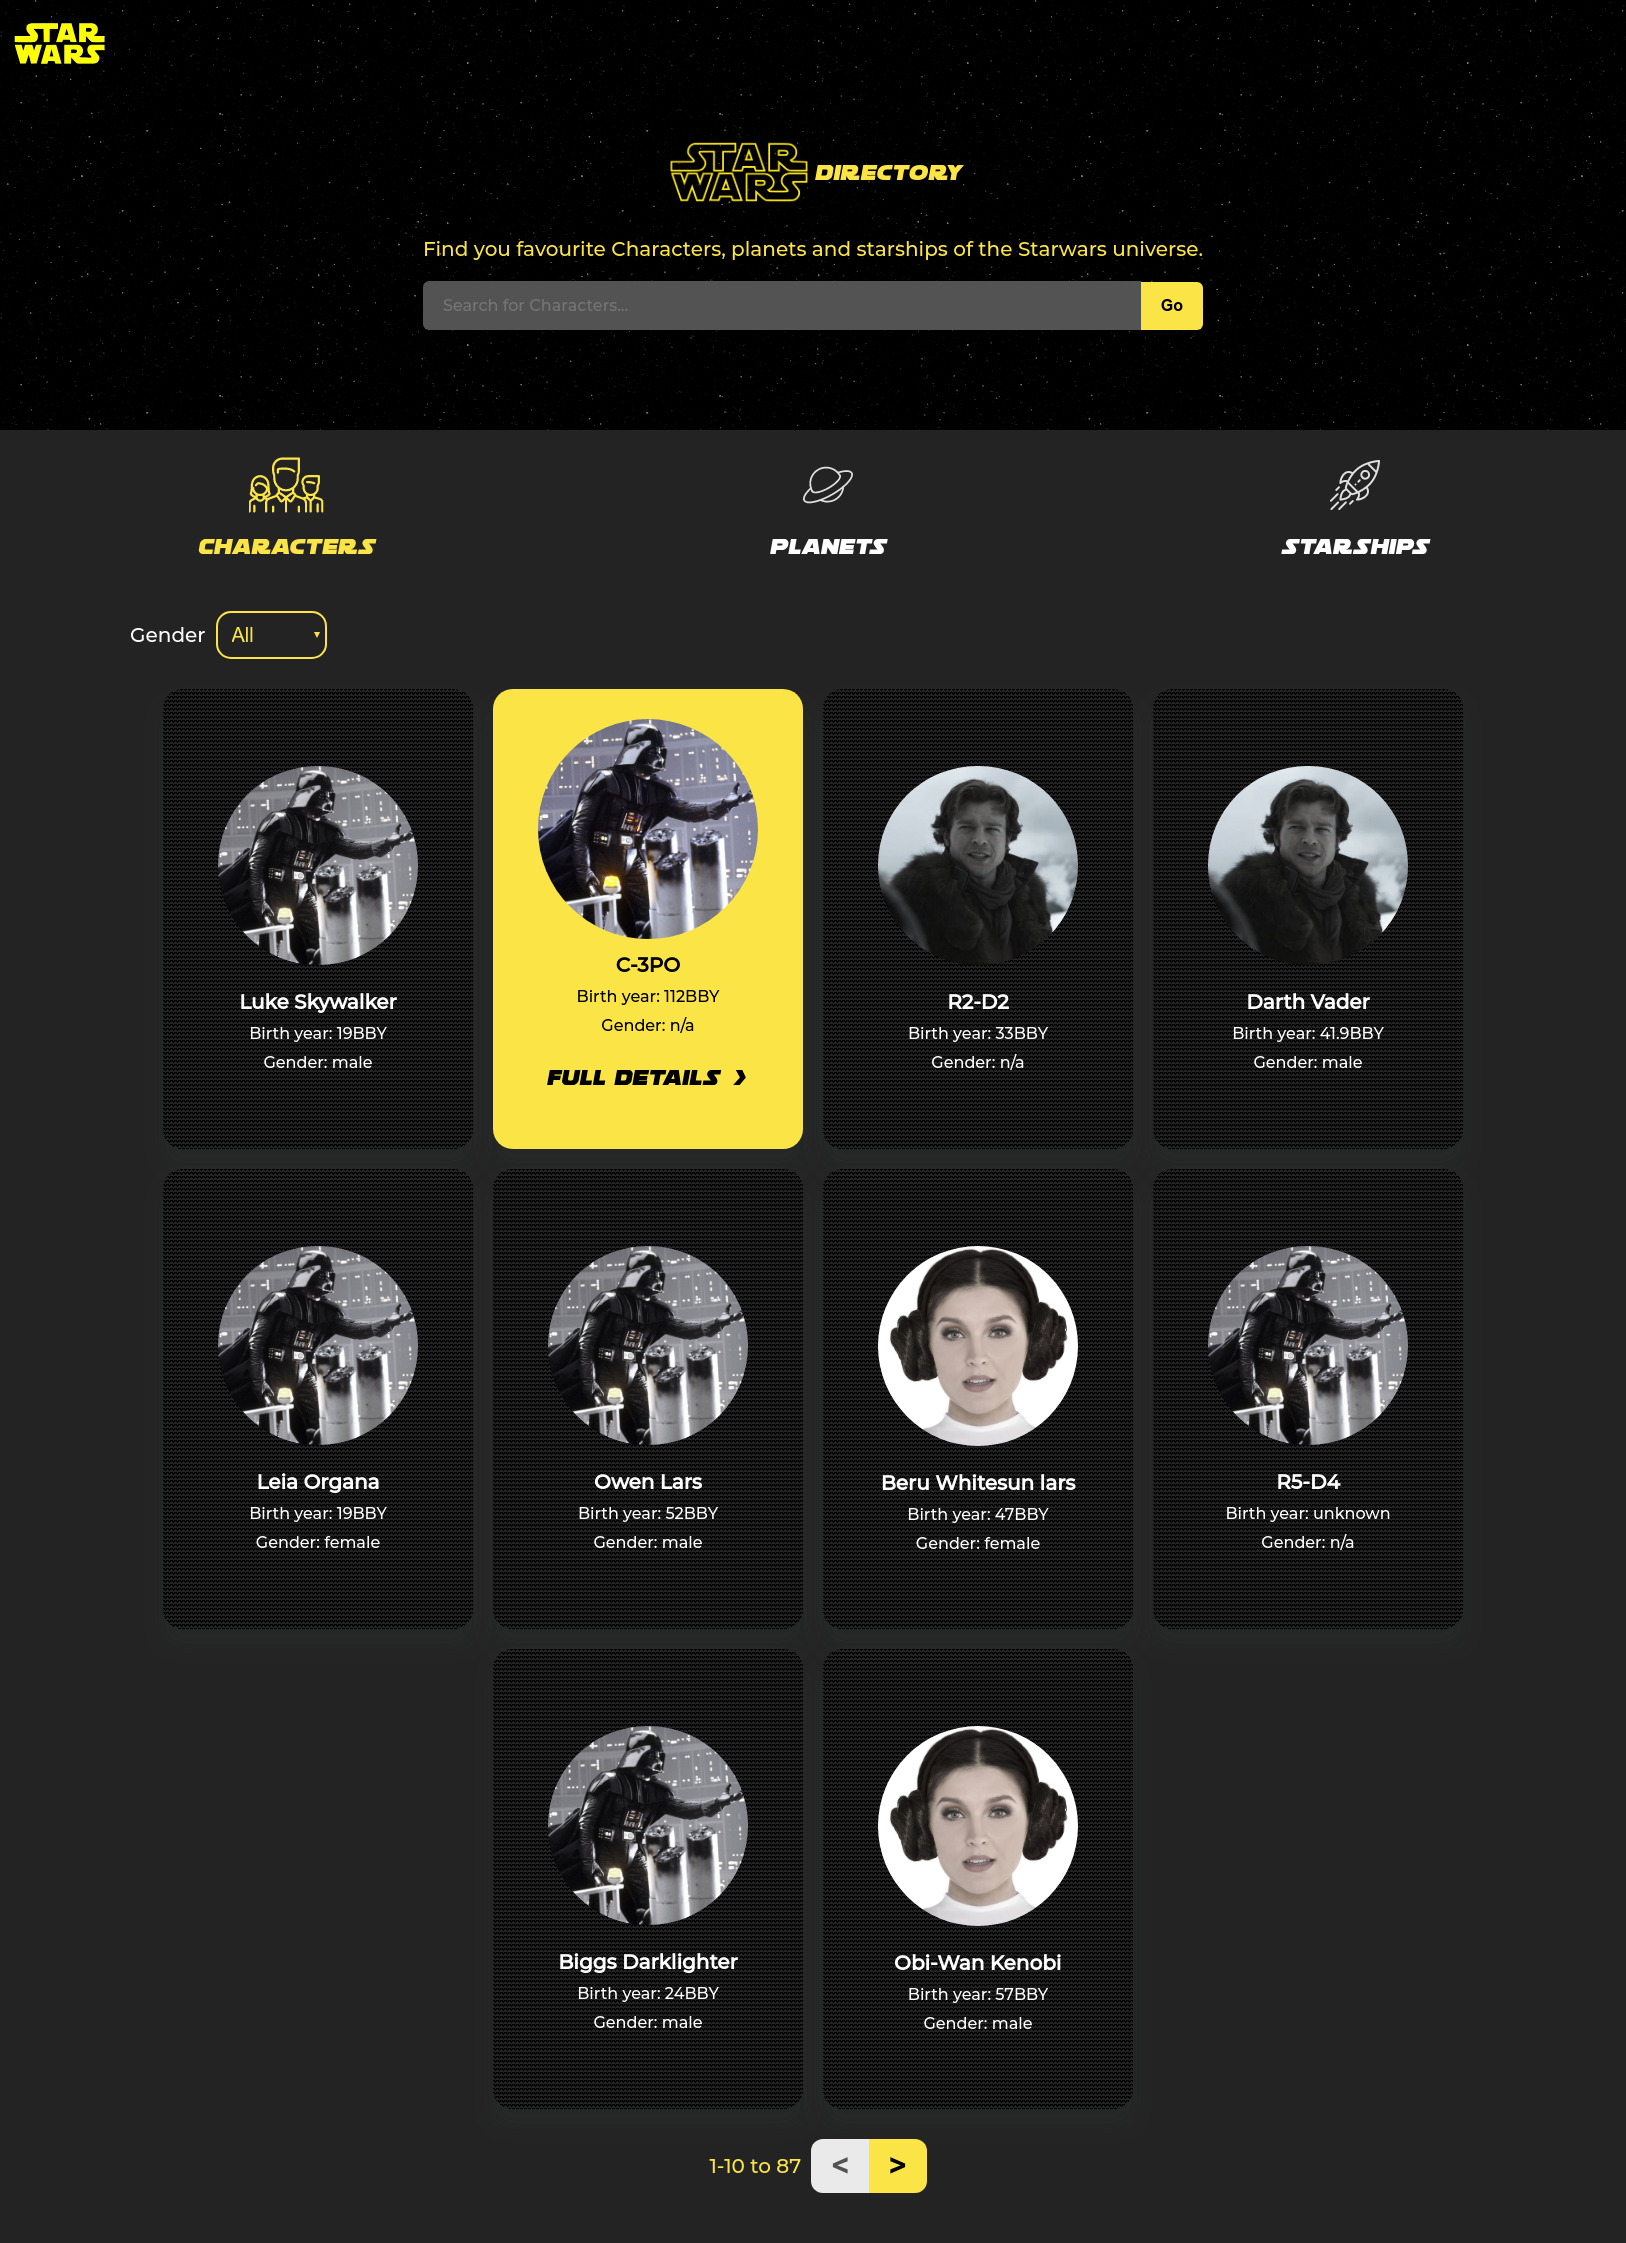 STAR
WARS
STAR
WARS DIRECTORY
Find you favourite Characters, planets and starships of the Starwars universe.
Search for Characters...
Go
CHARACTERS
PLANETS
STARSHIPS
Gender
All
Luke Skywalker
Birth year: 19BBY
Gender: male
C-3PO
Birth year: 112BBY
Gender: n/a
FULL DETAILS ❯
R2-D2
Birth year: 33BBY
Gender: n/a
Darth Vader
Birth year: 41.9BBY
Gender: male
Leia Organa
Birth year: 19BBY
Gender: female
Owen Lars
Birth year: 52BBY
Gender: male
Beru Whitesun lars
Birth year: 47BBY
Gender: female
R5-D4
Birth year: unknown
Gender: n/a
Biggs Darklighter
Birth year: 24BBY
Gender: male
Obi-Wan Kenobi
Birth year: 57BBY
Gender: male
1-10 to 87
<
>